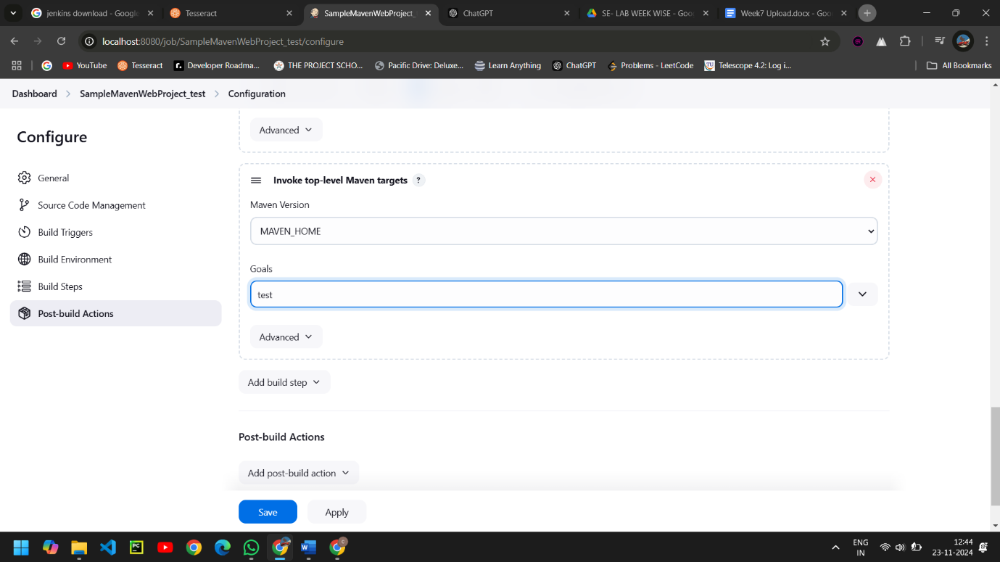 jenkins download - Google
Tesseract
SampleMavenWebProject_
ChatGPT
SE- LAB WEEK WISE - Goo
Week7 Upload.docx - Goo
localhost:8080/job/SampleMavenWebProject_test/configure
YouTube
Tesseract
Developer Roadma...
THE PROJECT SCHO...
Pacific Drive: Deluxe...
Learn Anything
ChatGPT
Problems - LeetCode
Telescope 4.2: Log i...
All Bookmarks
Dashboard
SampleMavenWebProject_test
Configuration
Configure
General
Source Code Management
Build Triggers
Build Environment
Build Steps
Post-build Actions
Advanced
Invoke top-level Maven targets ?
Maven Version
MAVEN_HOME
Goals
test
Advanced
Add build step
Post-build Actions
Add post-build action
Save
Apply
ENG
IN
12:44
23-11-2024